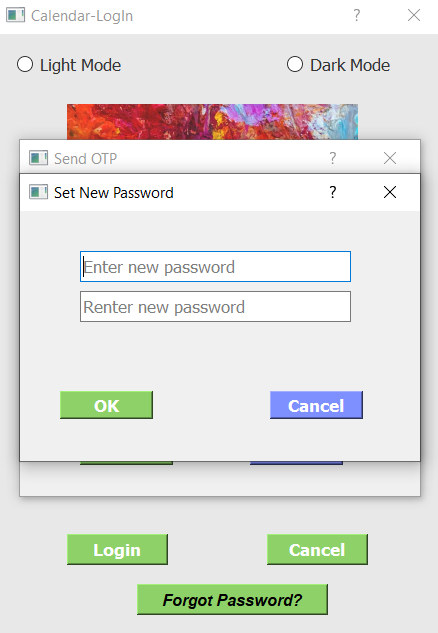 Calendar-LogIn ?
Light Mode Dark Mode
Send OTP ?
Set New Password ?
Enter new password
Renter new password
OK Cancel
Login Cancel
Forgot Password?